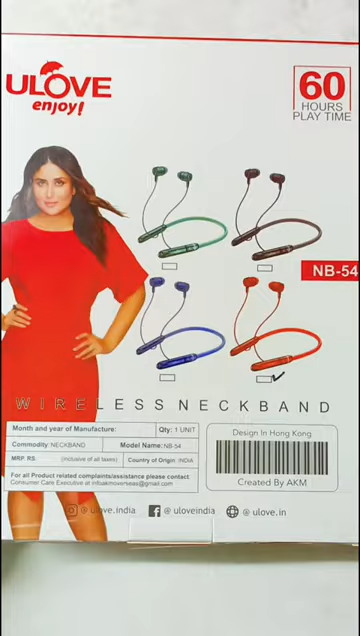 ULOVE
enjoy!
60
HOURS
PLAY TIME
NB-54
WIRELESS NECKBAND
Month and year of Manufacture: Qty: 1 UNIT
Commodity: NECKBAND Model Name: NB-54
MRP. RS. (inclusive of all taxes) Country of Origin: INDIA
For all Product related complaints/assistance please contact
Consumer Care Executive at infoakmoverseas@gmail.com
Design In Hong Kong
Created By AKM
@ ulove.india @ uloveindia @ ulove.in